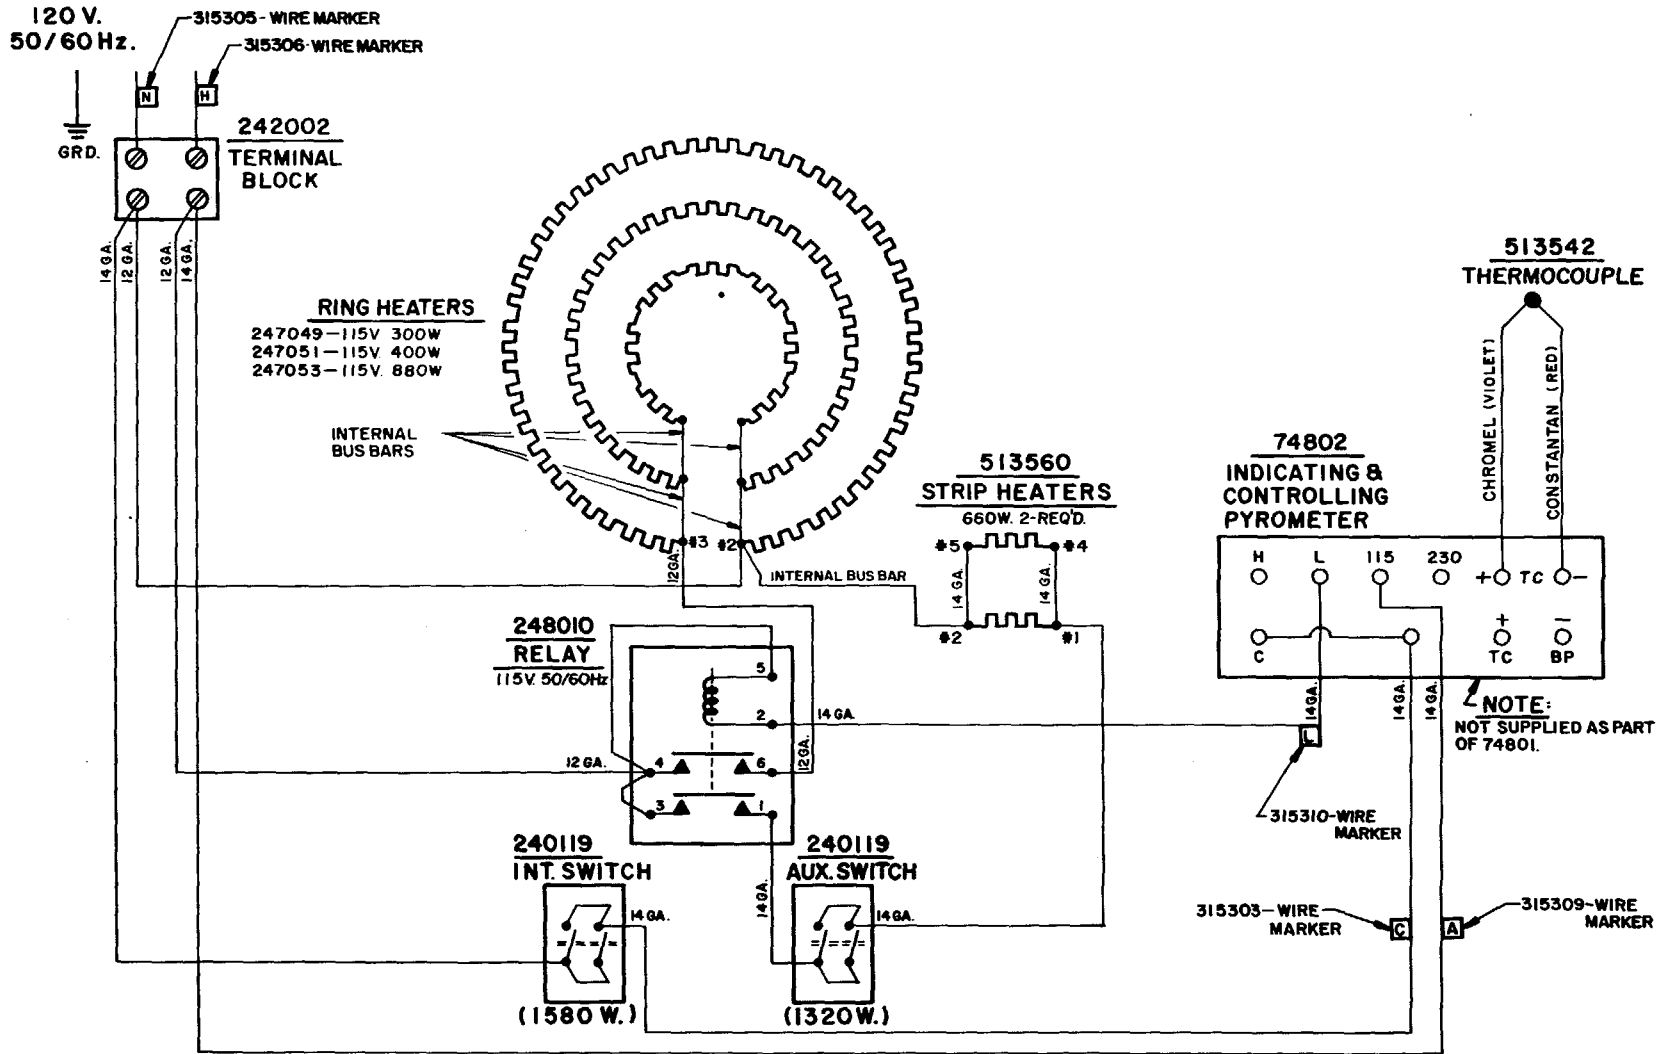 120 V.
50/60 Hz.
315305-WIRE MARKER
315306-WIRE MARKER
N
H
GRD.
242002
TERMINAL
BLOCK
14 GA.
12 GA.
12 GA.
14 GA.
RING HEATERS
247049-115V. 300W
247051-115V. 400W
247053-115V. 880W
INTERNAL
BUS BARS
#3
#2
12GA.
INTERNAL BUS BAR
513560
STRIP HEATERS
660W. 2-REQ'D.
#5
#4
14 GA.
14 GA.
#2
#1
513542
THERMOCOUPLE
CHROMEL (VIOLET)
CONSTANTAN (RED)
74802
INDICATING &
CONTROLLING
PYROMETER
H
L
115
230
+ TC -
C
+
TC
-
BP
14GA.
14GA.
14GA.
NOTE:
NOT SUPPLIED AS PART
OF 74801.
248010
RELAY
115V. 50/60Hz
5
2
14 GA.
12 GA.
4
6
12GA.
3
1
L
315310-WIRE
MARKER
240119
INT. SWITCH
14 GA.
(1580 W.)
14GA.
240119
AUX. SWITCH
14GA.
(1320W.)
315303-WIRE
MARKER
C
A
315309-WIRE
MARKER